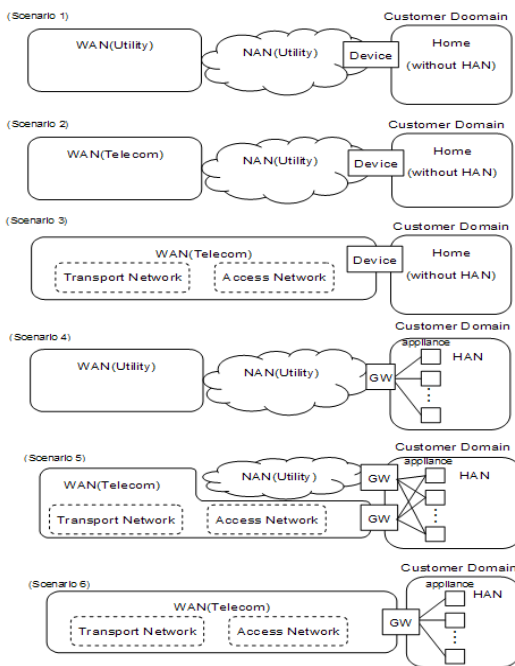 (Scenario 1)
Customer Doomain
WAN(Utility)
NAN(Utility)
Device
Home
(without HAN)
(Scenario 2)
Customer Domain
WAN(Telecom)
NAN(Utility)
Device
Home
(without HAN)
(Scenario 3)
Customer Domain
WAN(Telecom)
Transport Network
Access Network
Device
Home
(without HAN)
(Scenario 4)
Customer Domain
WAN(Utility)
NAN(Utility)
GW
appliance
HAN
(Scenario 5)
Customer Domain
WAN(Telecom)
NAN(Utility)
Transport Network
Access Network
GW
GW
appliance
HAN
(Scenario 6)
Customer Domain
WAN(Telecom)
Transport Network
Access Network
GW
appliance
HAN